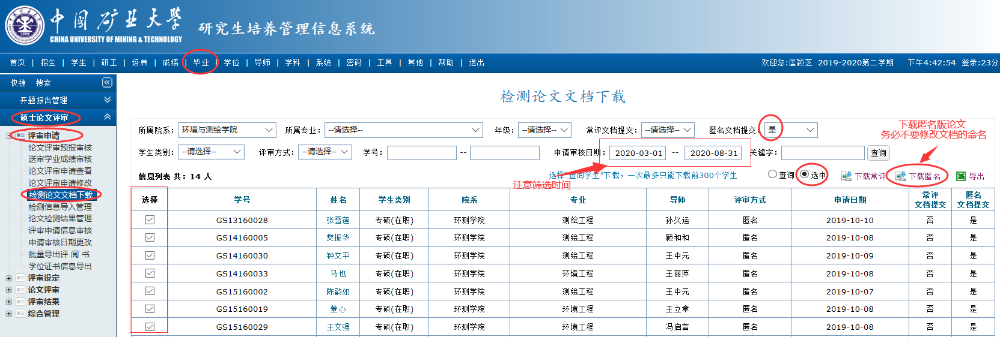 中国矿业大学
CHINA UNIVERSITY OF MINING & TECHNOLOGY
研究生培养管理信息系统
首页 | 招生 | 学生 | 研工 | 培养 | 成绩 | 毕业 | 学位 | 导师 | 学科 | 系统 | 密码 | 工具 | 其他 | 帮助 | 退出
欢迎您:匡颖芝 2019-2020第二学期 下午4:42:54 登录:23分
快捷 搜索
开题报告管理
硕士论文评审
评审申请
论文评审预报审核
送审学业成绩审核
论文评审申请查看
论文评审申请修改
检测论文文档下载
检测信息导入管理
论文检测结果管理
评审申请信息审核
申请审核日期更改
批量导出评 阅 书
学位证书信息导出
评审设定
论文评审
评审结果
综合管理
检测论文文档下载
下载匿名版论文
务必不要修改文档的命名
所属院系: 环境与测绘学院 所属专业: --请选择-- 年级: --请选择-- 常评文档提交: --请选择-- 匿名文档提交: 是
学生类别: --请选择-- 评审方式: --请选择-- 学号: -- 申请审核日期: 2020-03-01 -- 2020-08-31 关键字: 查询
注意筛选时间
信息列表 共: 14 人 选择"查询学生"下载，一次最多只能下载前300个学生 查询 选中 下载常评 下载匿名 导出
选择 学号 姓名 学生类别 院系 专业 导师 评审方式 申请日期 常评文档提交 匿名文档提交
GS13160028 张雪莲 专硕(在职) 环测学院 测绘工程 孙久运 匿名 2019-10-10 否 是
GS14160005 樊振华 专硕(在职) 环测学院 测绘工程 顾和和 匿名 2019-10-08 否 是
GS14160030 钟文平 专硕(在职) 环测学院 测绘工程 王中元 匿名 2019-10-09 否 是
GS14160033 马也 专硕(在职) 环测学院 环境工程 王丽萍 匿名 2019-10-08 否 是
GS15160002 陈韵如 专硕(在职) 环测学院 测绘工程 王中元 匿名 2019-10-07 否 是
GS15160019 董心 专硕(在职) 环测学院 环境工程 王立章 匿名 2019-10-08 否 是
GS15160029 王文强 专硕(在职) 环测学院 环境工程 冯启言 匿名 2019-10-08 否 是